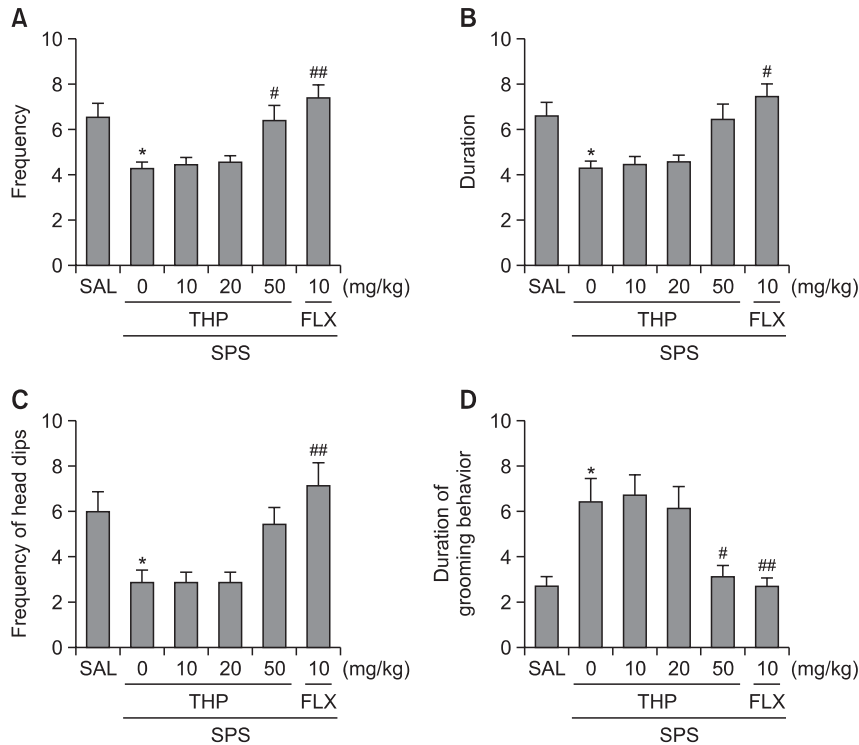 A
Frequency
10
8
6
4
2
0
*
#
##
SAL 0 10 20 50 10 (mg/kg)
THP FLX
SPS
B
Duration
10
8
6
4
2
0
*
#
SAL 0 10 20 50 10 (mg/kg)
THP FLX
SPS
C
Frequency of head dips
10
8
6
4
2
0
*
##
SAL 0 10 20 50 10 (mg/kg)
THP FLX
SPS
D
Duration of
grooming behavior
10
8
6
4
2
0
*
#
##
SAL 0 10 20 50 10 (mg/kg)
THP FLX
SPS